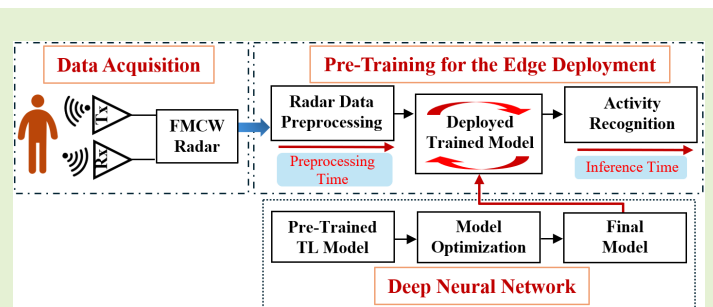 Data Acquisition
Pre-Training for the Edge Deployment
Tx
Rx
FMCW
Radar
Radar Data
Preprocessing
Preprocessing
Time
Deployed
Trained Model
Activity
Recognition
Inference Time
Pre-Trained
TL Model
Model
Optimization
Final
Model
Deep Neural Network